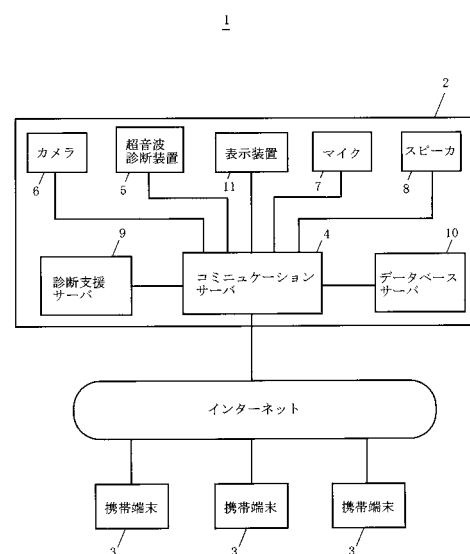 1
2
カメラ
6
超音波
診断装置
5
表示装置
11
マイク
7
スピーカ
8
9
診断支援
サーバ
4
コミニュケーション
サーバ
10
データベース
サーバ
インターネット
携帯端末
3
携帯端末
3
携帯端末
3